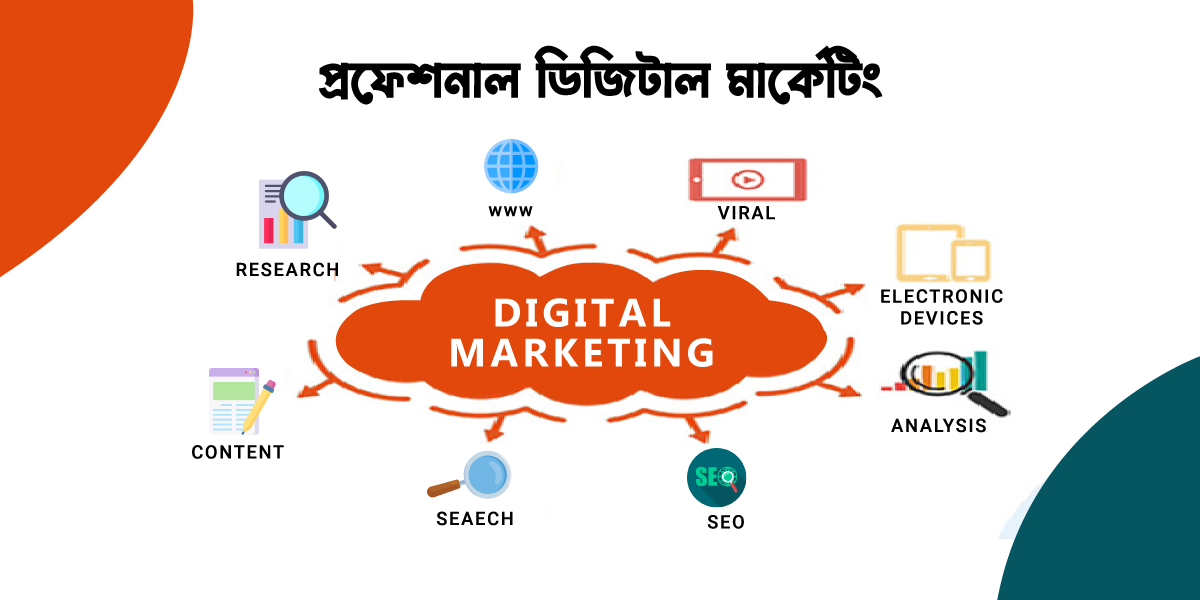 প্রফেশনাল ডিজিটাল মার্কেটিং
www
VIRAL
RESEARCH
ELECTRONIC
DEVICES
DIGITAL
MARKETING
ANALYSIS
CONTENT
SEAECH
SEO
SEO